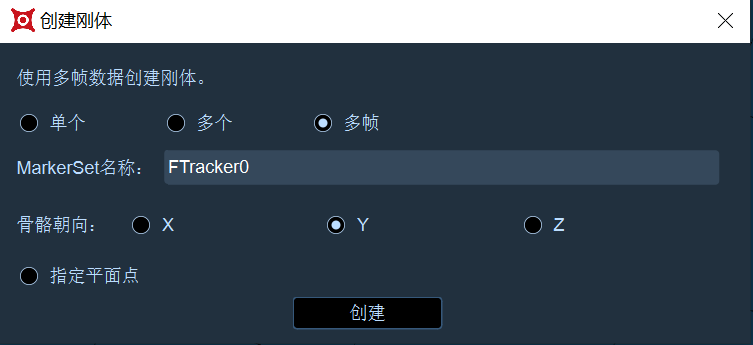 创建刚体
使用多帧数据创建刚体。
单个 多个 多帧
MarkerSet名称： FTracker0
骨骼朝向： X Y Z
指定平面点
创建